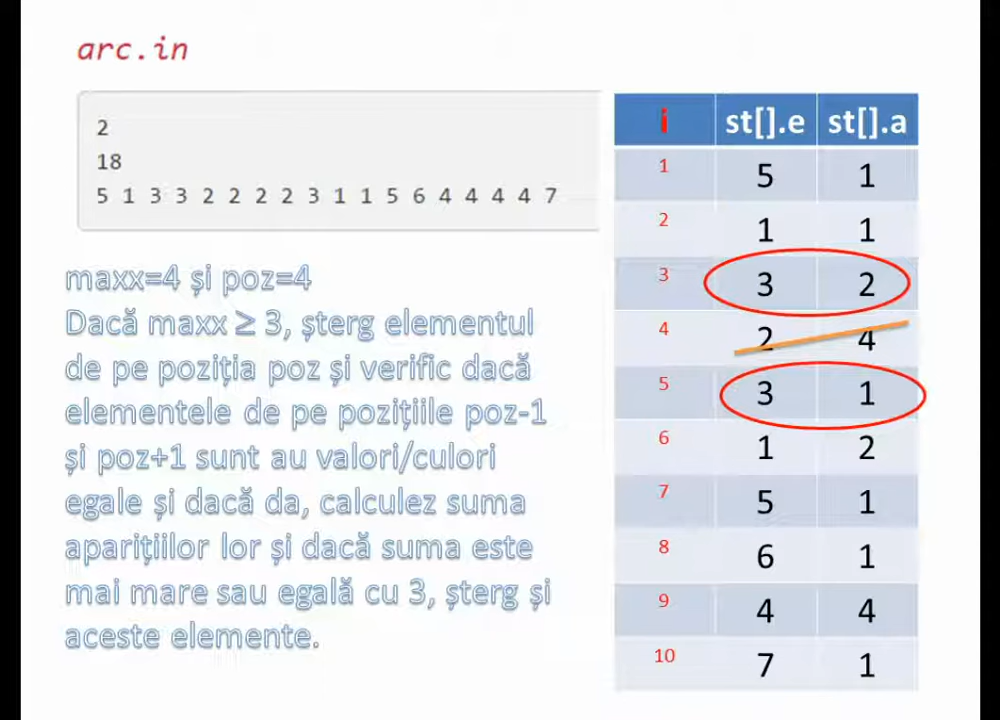 arc.in
2
18
5 1 3 3 2 2 2 2 3 1 1 5 6 4 4 4 4 7
maxx=4 și poz=4
Dacă maxx ≥ 3, șterg elementul
de pe poziția poz și verific dacă
elementele de pe pozițiile poz-1
și poz+1 sunt au valori/culori
egale și dacă da, calculez suma
aparițiilor lor și dacă suma este
mai mare sau egală cu 3, șterg și
aceste elemente.
i st[].e st[].a
1 5 1
2 1 1
3 3 2
4 2 4
5 3 1
6 1 2
7 5 1
8 6 1
9 4 4
10 7 1